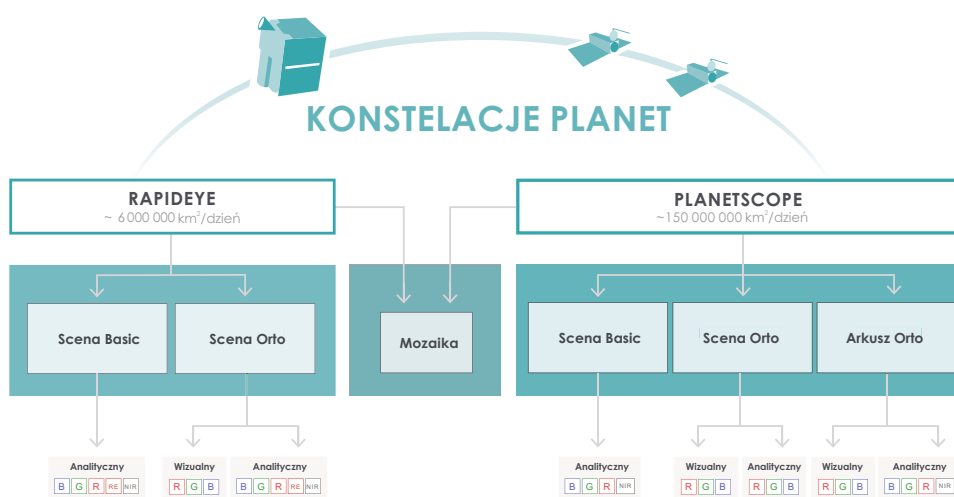 KONSTELACJE PLANET
RAPIDEYE
~ 6 000 000 km²/dzień
PLANETSCOPE
~150 000 000 km²/dzień
Scena Basic
Scena Orto
Mozaika
Scena Basic
Scena Orto
Arkusz Orto
Analityczny
B G R RE NIR
Wizualny
R G B
Analityczny
B G R RE NIR
Analityczny
B G R NIR
Wizualny
R G B
Analityczny
R G B
Wizualny
R G B
Analityczny
B G R NIR